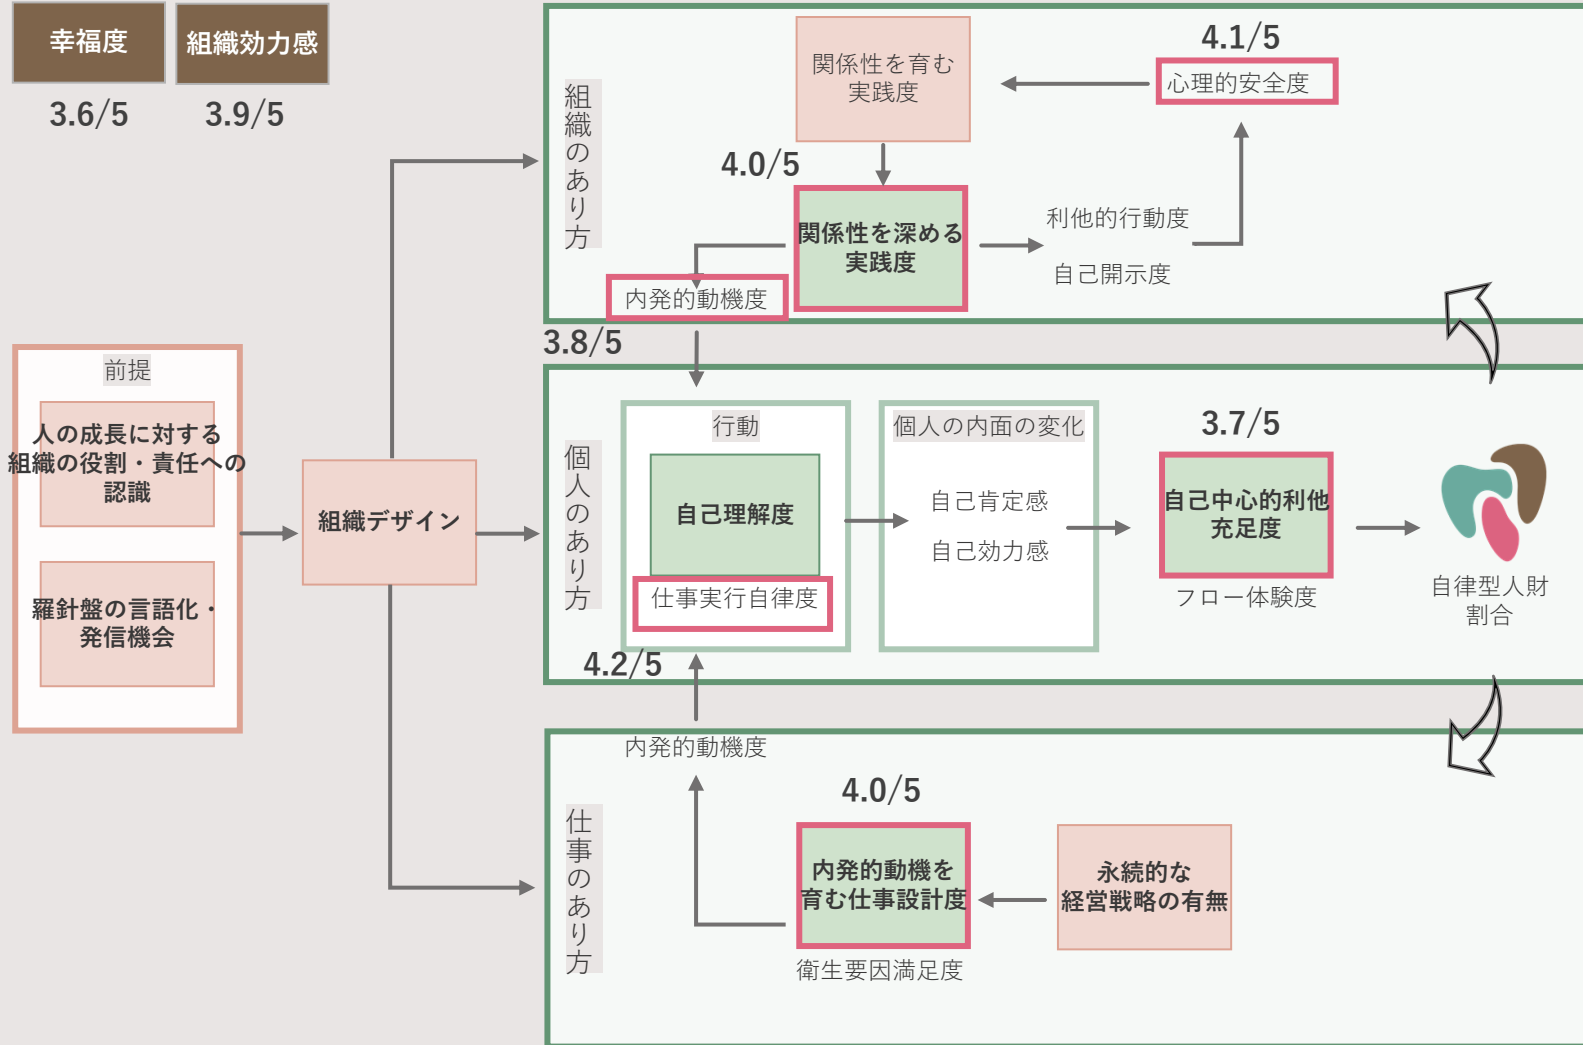 幸福度
組織効力感
3.6/5
3.9/5
組織のあり方
関係性を育む
実践度
4.1/5
心理的安全度
4.0/5
関係性を深める
実践度
利他的行動度
自己開示度
内発的動機度
3.8/5
前提
人の成長に対する
組織の役割・責任への
認識
羅針盤の言語化・
発信機会
組織デザイン
個人のあり方
行動
自己理解度
仕事実行自律度
4.2/5
個人の内面の変化
自己肯定感
自己効力感
3.7/5
自己中心的利他
充足度
フロー体験度
自律型人財
割合
内発的動機度
仕事のあり方
4.0/5
内発的動機を
育む仕事設計度
衛生要因満足度
永続的な
経営戦略の有無